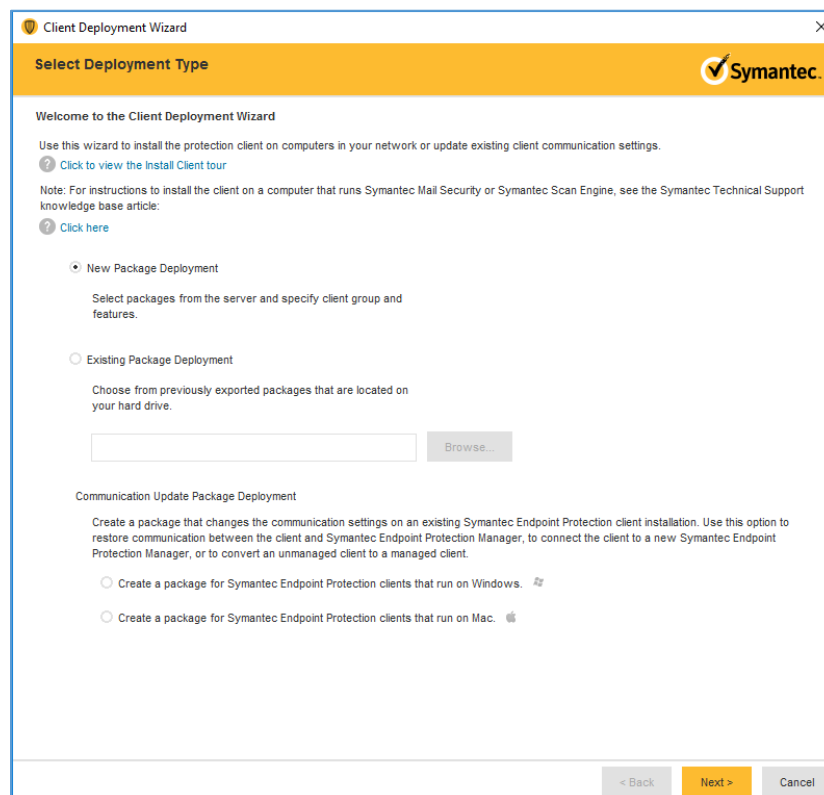 Client Deployment Wizard
Select Deployment Type
Symantec.
Welcome to the Client Deployment Wizard
Use this wizard to install the protection client on computers in your network or update existing client communication settings.
? Click to view the Install Client tour
Note: For instructions to install the client on a computer that runs Symantec Mail Security or Symantec Scan Engine, see the Symantec Technical Support
knowledge base article:
? Click here
New Package Deployment
Select packages from the server and specify client group and
features.
Existing Package Deployment
Choose from previously exported packages that are located on
your hard drive.
Browse...
Communication Update Package Deployment
Create a package that changes the communication settings on an existing Symantec Endpoint Protection client installation. Use this option to
restore communication between the client and Symantec Endpoint Protection Manager, to connect the client to a new Symantec Endpoint
Protection Manager, or to convert an unmanaged client to a managed client.
Create a package for Symantec Endpoint Protection clients that run on Windows.
Create a package for Symantec Endpoint Protection clients that run on Mac.
< Back Next > Cancel